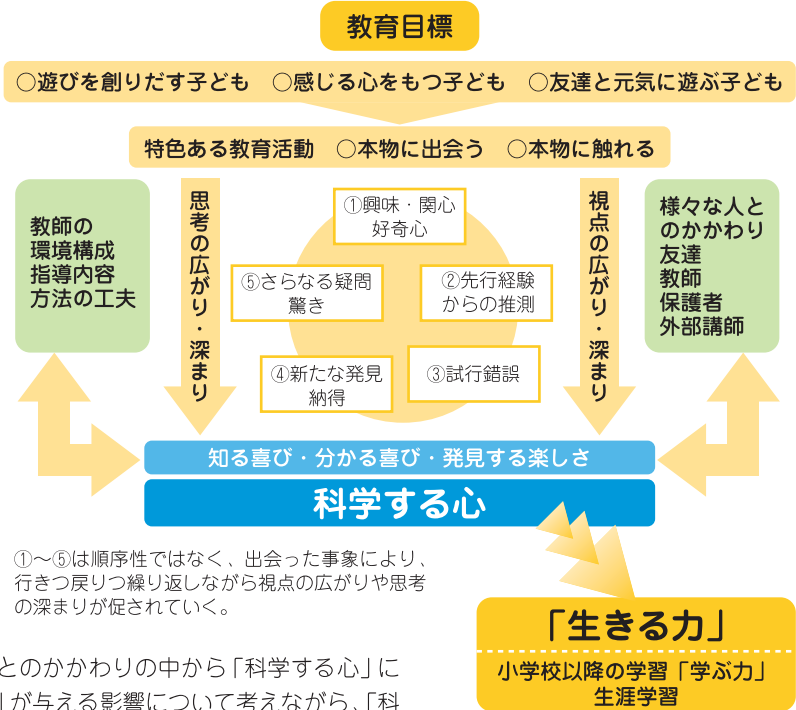 教育目標
○遊びを創りだす子ども ○感じる心をもつ子ども ○友達と元気に遊ぶ子ども
特色ある教育活動 ○本物に出会う ○本物に触れる
教師の
環境構成
指導内容
方法の工夫
思考の広がり・深まり
①興味・関心
好奇心
②先行経験
からの推測
③試行錯誤
④新たな発見
納得
⑤さらなる疑問
驚き
視点の広がり・深まり
様々な人と
のかかわり
友達
教師
保護者
外部講師
知る喜び・分かる喜び・発見する楽しさ
科学する心
①〜⑤は順序性ではなく、出会った事象により、
行きつ戻りつ繰り返しながら視点の広がりや思考
の深まりが促されていく。
「生きる力」
小学校以降の学習「学ぶ力」
生涯学習
とのかかわりの中から「科学する心」に
」が与える影響について考えながら、「科